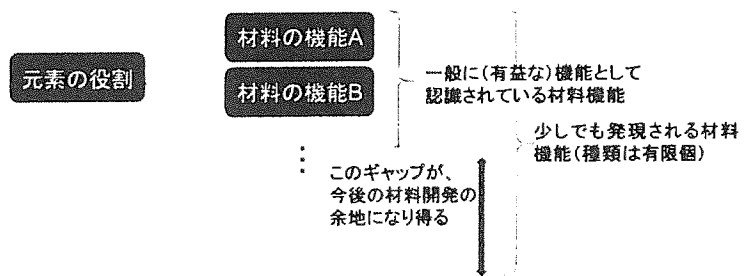 元素の役割
材料の機能A
材料の機能B
一般に(有益な)機能として
認識されている材料機能
少しでも発現される材料
機能(種類は有限個)
このギャップが、
今後の材料開発の
余地になり得る